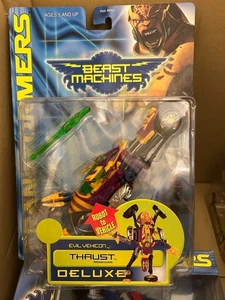 AGES 5 AND UP
BEAST
MACHINES
MERS
ROBOT to
VEHICLE
EVIL VEHICON
THRUST
DELUXE